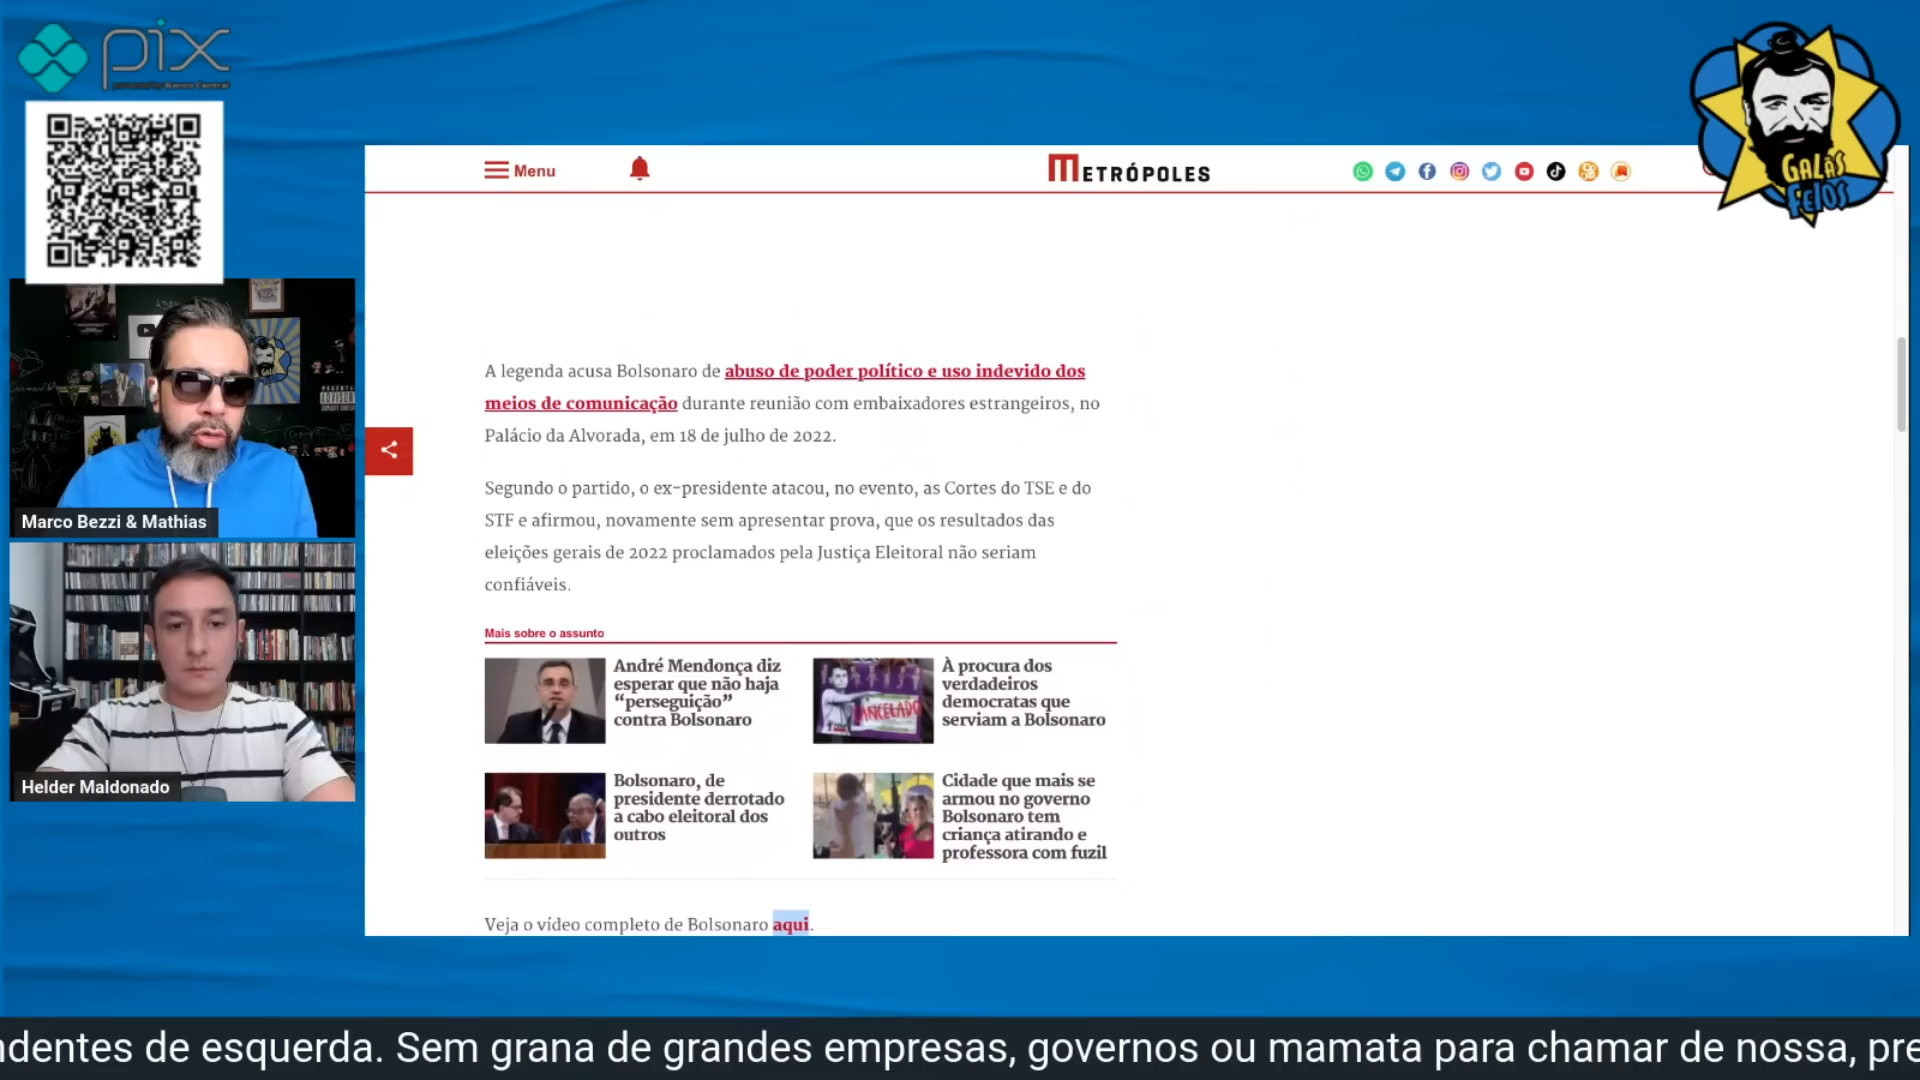 pix
powered by Banco Central
GALÃS
FEIOS
Menu
METRÓPOLES
A legenda acusa Bolsonaro de abuso de poder político e uso indevido dos
meios de comunicação durante reunião com embaixadores estrangeiros, no
Palácio da Alvorada, em 18 de julho de 2022.
Segundo o partido, o ex-presidente atacou, no evento, as Cortes do TSE e do
STF e afirmou, novamente sem apresentar prova, que os resultados das
eleições gerais de 2022 proclamados pela Justiça Eleitoral não seriam
confiáveis.
Mais sobre o assunto
André Mendonça diz
esperar que não haja
“perseguição”
contra Bolsonaro
À procura dos
verdadeiros
democratas que
serviam a Bolsonaro
CANCELADO
Bolsonaro, de
presidente derrotado
a cabo eleitoral dos
outros
Cidade que mais se
armou no governo
Bolsonaro tem
criança atirando e
professora com fuzil
Veja o vídeo completo de Bolsonaro aqui.
Marco Bezzi & Mathias
Helder Maldonado
ndentes de esquerda. Sem grana de grandes empresas, governos ou mamata para chamar de nossa, pre